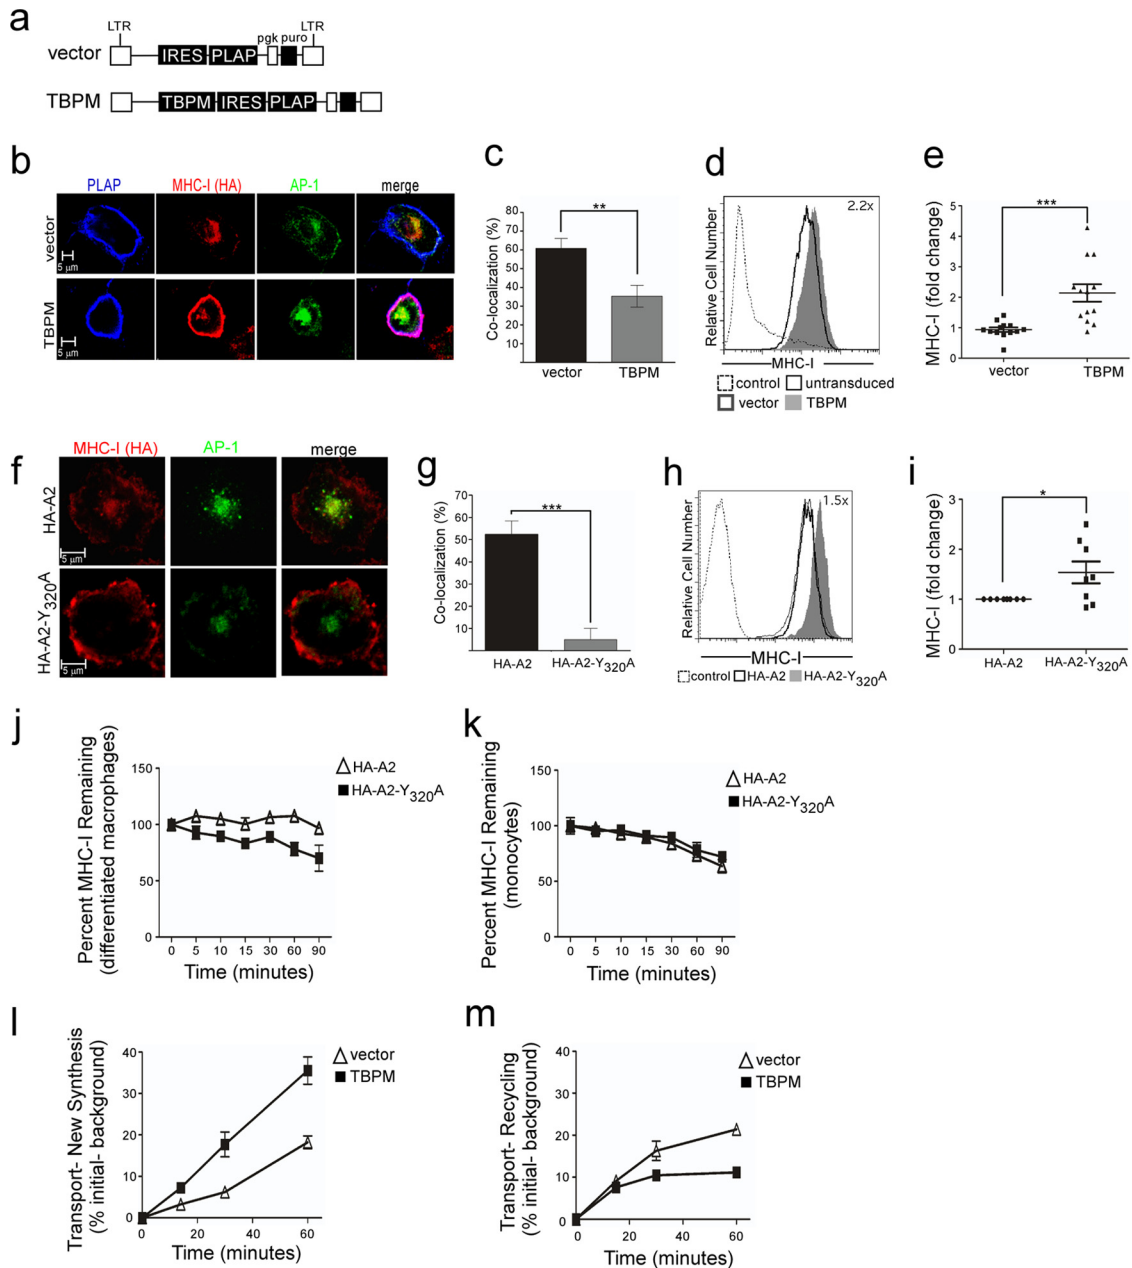 a
LTR
LTR
pgk puro
vector
IRES PLAP
TBPM
TBPM IRES PLAP
b
PLAP
MHC-I (HA)
AP-1
merge
vector
5 µm
TBPM
5 µm
c
Co-localization (%)
80
70
60
50
40
30
20
10
0
**
vector
TBPM
d
2.2x
Relative Cell Number
MHC-I
control
untransduced
vector
TBPM
e
MHC-I (fold change)
5
4
3
2
1
0
***
vector
TBPM
f
MHC-I (HA)
AP-1
merge
HA-A2
5 µm
HA-A2-Y320A
5 µm
g
Co-localization (%)
70
60
50
40
30
20
10
***
HA-A2
HA-A2-Y320A
h
1.5x
Relative Cell Number
MHC-I
control
HA-A2
HA-A2-Y320A
i
MHC-I (fold change)
3
2
1
0
*
HA-A2
HA-A2-Y320A
j
Percent MHC-I Remaining
(differentiated macrophages)
150
100
50
0
0 5 10 15 30 60 90
Time (minutes)
HA-A2
HA-A2-Y320A
k
Percent MHC-I Remaining
(monocytes)
150
100
50
0
0 5 10 15 30 60 90
Time (minutes)
HA-A2
HA-A2-Y320A
l
Transport- New Synthesis
(% initial- background)
40
30
20
10
0
0 20 40 60
Time (minutes)
vector
TBPM
m
Transport- Recycling
(% initial- background)
40
30
20
10
0
0 20 40 60
Time (minutes)
vector
TBPM